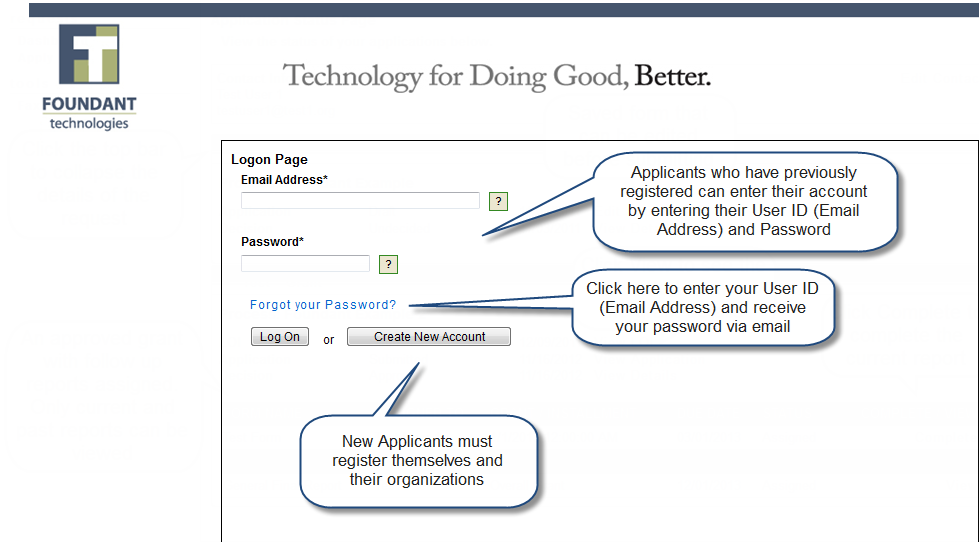 FOUNDANT
technologies
Technology for Doing Good, Better.
Logon Page
Email Address*
?
Password*
?
Forgot your Password?
Log On or Create New Account
Applicants who have previously
registered can enter their account
by entering their User ID (Email
Address) and Password
Click here to enter your User ID
(Email Address) and receive
your password via email
New Applicants must
register themselves and
their organizations